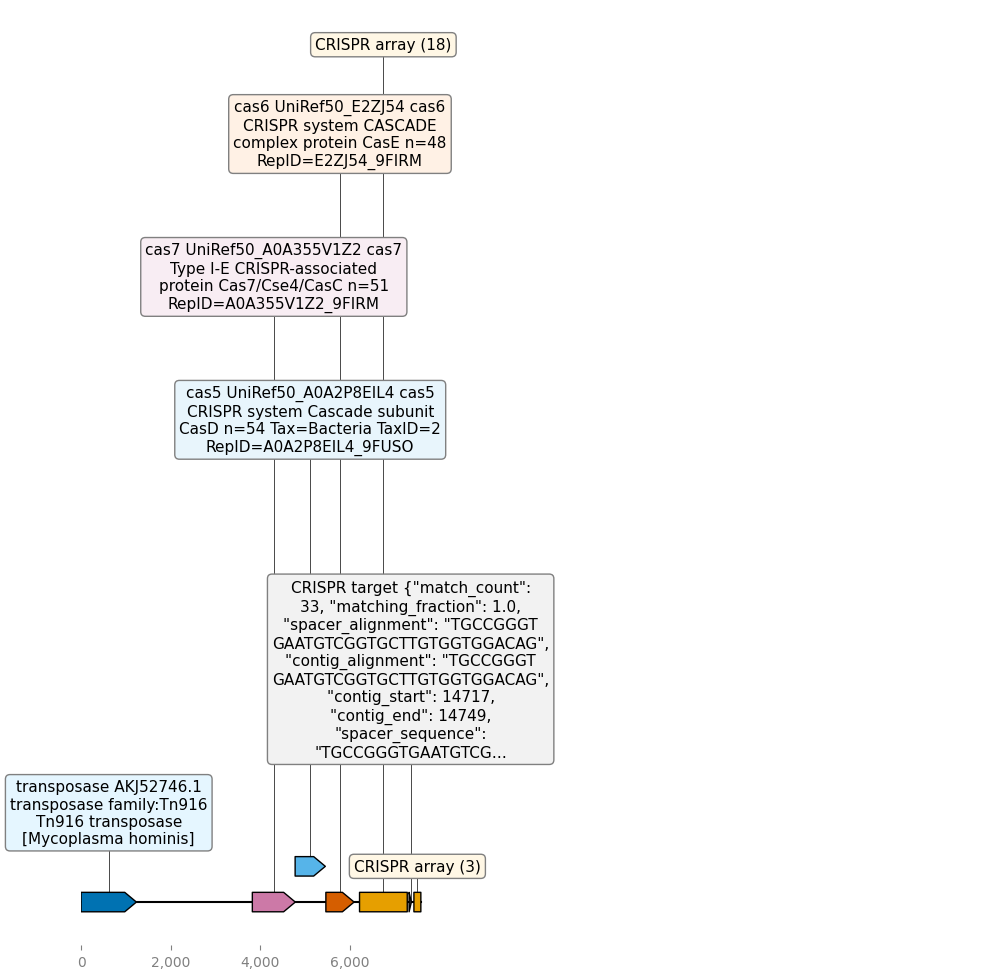 CRISPR array (18)
cas6 UniRef50_E2ZJ54 cas6
CRISPR system CASCADE
complex protein CasE n=48
RepID=E2ZJ54_9FIRM
cas7 UniRef50_A0A355V1Z2 cas7
Type I-E CRISPR-associated
protein Cas7/Cse4/CasC n=51
RepID=A0A355V1Z2_9FIRM
cas5 UniRef50_A0A2P8EIL4 cas5
CRISPR system Cascade subunit
CasD n=54 Tax=Bacteria TaxID=2
RepID=A0A2P8EIL4_9FUSO
CRISPR target {"match_count":
33, "matching_fraction": 1.0,
"spacer_alignment": "TGCCGGGT
GAATGTCGGTGCTTGTGGTGGACAG",
"contig_alignment": "TGCCGGGT
GAATGTCGGTGCTTGTGGTGGACAG",
"contig_start": 14717,
"contig_end": 14749,
"spacer_sequence":
"TGCCGGGTGAATGTCG...
transposase AKJ52746.1
transposase family:Tn916
Tn916 transposase
[Mycoplasma hominis]
CRISPR array (3)
0 2,000 4,000 6,000